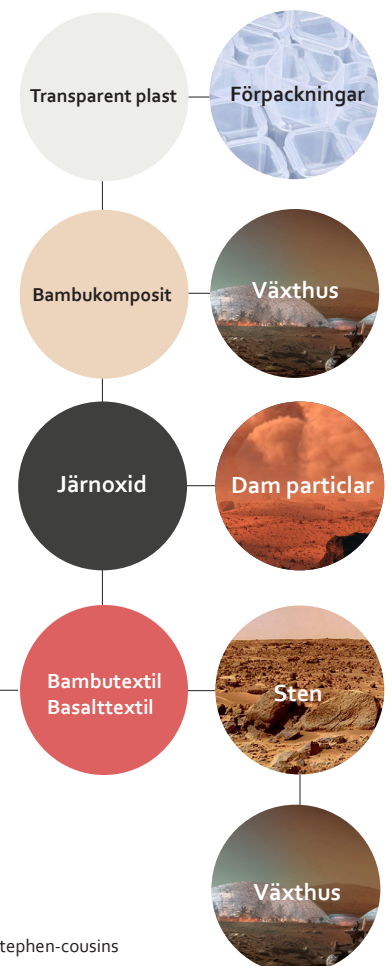 Transparent plast
Förpackningar
Bambukomposit
Växthus
Järnoxid
Dam particlar
Bambutextil
Basalttextil
Sten
Växthus
tephen-cousins